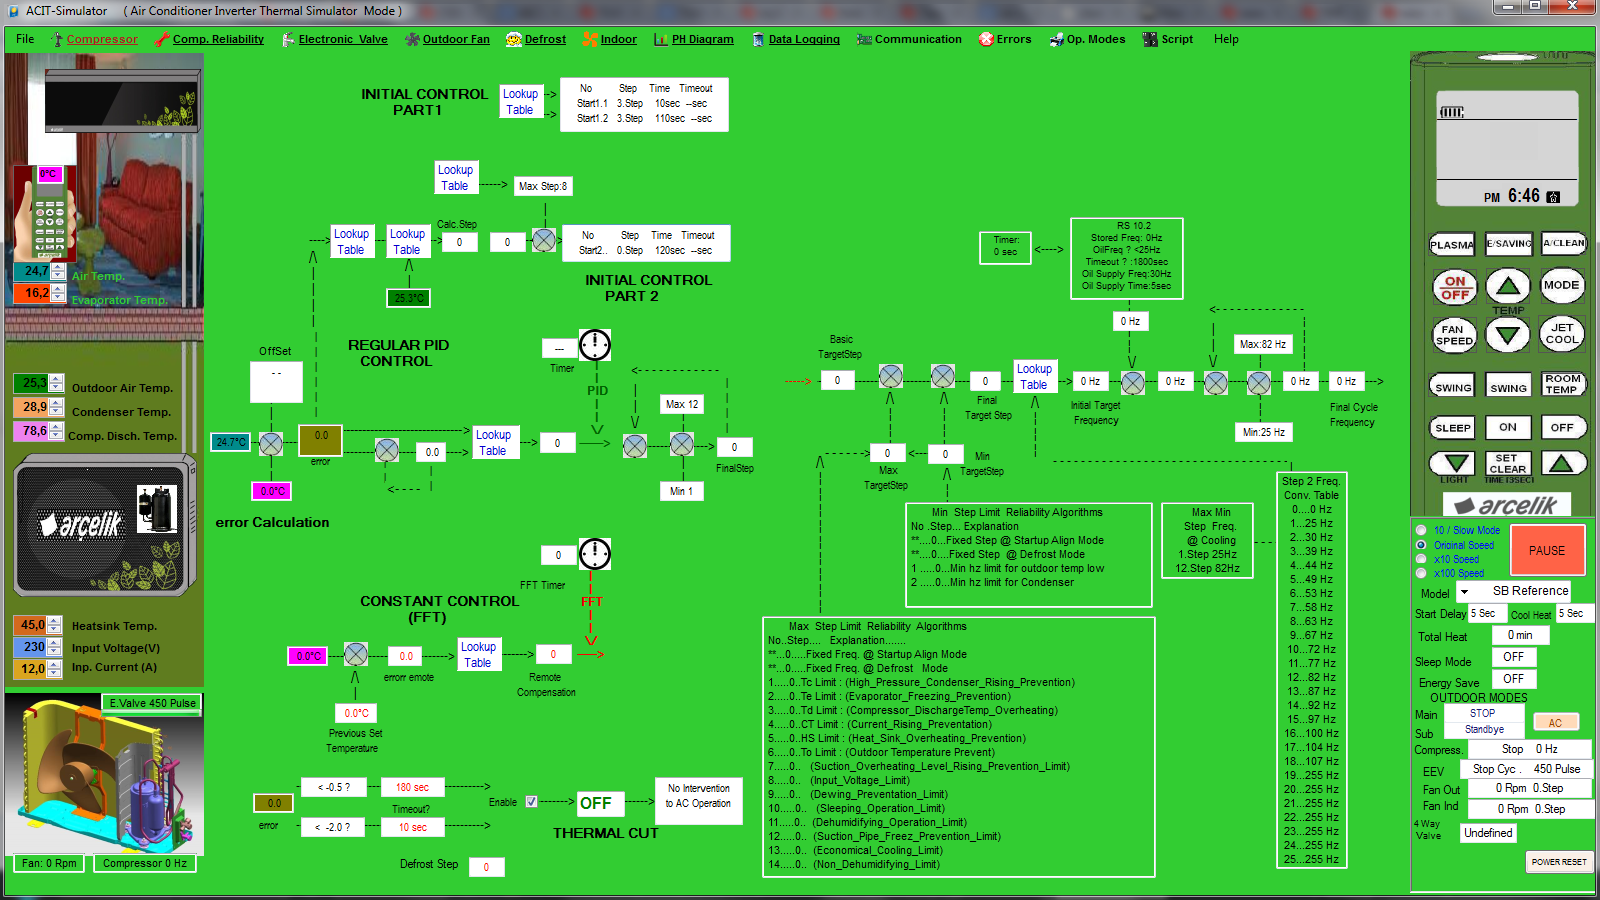 ACIT-Simulator ( Air Conditioner Inverter Thermal Simulator Mode )
File Compressor Comp. Reliability Electronic Valve Outdoor Fan Defrost Indoor PH Diagram Data Logging Communication Errors Op. Modes Script Help
0°C
24,7 Air Temp.
16,2 Evaporator Temp.
25,3 Outdoor Air Temp.
28,9 Condenser Temp.
78,6 Comp. Disch. Temp.
arçelik
45,0 Heatsink Temp.
230 Input Voltage(V)
12,0 Inp. Current (A)
E.Valve 450 Pulse
Fan: 0 Rpm Compressor 0 Hz
INITIAL CONTROL
PART1
Lookup
Table
No Step Time Timeout
Start1.1 3.Step 10sec --sec
Start1.2 3.Step 110sec --sec
Lookup
Table
Max Step:8
Lookup
Table
Lookup
Table
Calc.Step
0
0
No Step Time Timeout
Start2.. 0.Step 120sec --sec
25.3°C
INITIAL CONTROL
PART 2
REGULAR PID
CONTROL
---
Timer
PID
OffSet
--
24.7°C
0.0
error
0.0
Lookup
Table
0
Max 12
0
FinalStep
Min 1
0.0°C
error Calculation
0
FFT Timer
FFT
CONSTANT CONTROL
(FFT)
0.0°C
0.0
errorr emote
Lookup
Table
0
Remote
Compensation
0.0°C
Previous Set
Temperature
0.0
error
< -0.5 ?
180 sec
Timeout?
< -2.0 ?
10 sec
Enable
OFF
THERMAL CUT
No Intervention
to AC Operation
Defrost Step 0
Timer:
0 sec
RS 10.2
Stored Freq: 0Hz
OilFreq ? <25Hz
Timeout ? :1800sec
Oil Supply Freq:30Hz
Oil Supply Time:5sec
0 Hz
Basic
TargetStep
0
0
Final
Target Step
Lookup
Table
0 Hz
Initial Target
Frequency
0 Hz
Max:82 Hz
0 Hz
0 Hz
Min:25 Hz
Final Cycle
Frequency
0
Max
TargetStep
0
Min
TargetStep
Min Step Limit Reliability Algorithms
No .Step... Explanation
**....0...Fixed Step @ Startup Align Mode
**....0...Fixed Step @ Defrost Mode
1 .....0...Min hz limit for outdoor temp low
2 .....0...Min hz limit for Condenser
Max Min
Step Freq.
@ Cooling
1.Step 25Hz
12.Step 82Hz
Max Step Limit Reliability Algorithms
No..Step.... Explanation.......
**...0.....Fixed Freq. @ Startup Align Mode
**...0.....Fixed Freq. @ Defrost Mode
1....0...Tc Limit : (High_Pressure_Condenser_Rising_Prevention)
2....0...Te Limit : (Evaporator_Freezing_Prevention)
3....0...Td Limit : (Compressor_DischargeTemp_Overheating)
4....0...CT Limit : (Current_Rising_Preventation)
5....0...HS Limit : (Heat_Sink_Overheating_Prevention)
6....0...To Limit : (Outdoor Temperature Prevent)
7.....0.. (Suction_Overheating_Level_Rising_Prevention_Limit)
8.....0.. (Input_Voltage_Limit)
9.....0.. (Dewing_Preventation_Limit)
10.....0.. (Sleeping_Operation_Limit)
11.....0.. (Dehumidifying_Operation_Limit)
12.....0.. (Suction_Pipe_Freez_Prevention_Limit)
13.....0.. (Economical_Cooling_Limit)
14.....0.. (Non_Dehumidifying_Limit)
Step 2 Freq.
Conv. Table
0....0 Hz
1...25 Hz
2...30 Hz
3...39 Hz
4...44 Hz
5...49 Hz
6...53 Hz
7...58 Hz
8...63 Hz
9...67 Hz
10...72 Hz
11...77 Hz
12...82 Hz
13...87 Hz
14...92 Hz
15...97 Hz
16...100 Hz
17...104 Hz
18...107 Hz
19...255 Hz
20...255 Hz
21...255 Hz
22...255 Hz
23...255 Hz
24...255 Hz
25...255 Hz
PM 6:46
PLASMA E/SAVING A/CLEAN
ON
OFF
TEMP
MODE
FAN
SPEED
JET
COOL
SWING SWING ROOM
TEMP
SLEEP ON OFF
LIGHT
SET
CLEAR
TIME(3SEC)
arcelik
10 / Slow Mode
Original Speed
x10 Speed
x100 Speed
PAUSE
Model SB Reference
Start Delay 5 Sec Cool Heat 5 Sec
Total Heat 0 min
Sleep Mode OFF
Energy Save OFF
OUTDOOR MODES
Main STOP
Sub Standbye
AC
Compress. Stop 0 Hz
EEV Stop Cyc . 450 Pulse
Fan Out 0 Rpm 0.Step
Fan Ind 0 Rpm 0.Step
4 Way
Valve Undefined
POWER RESET